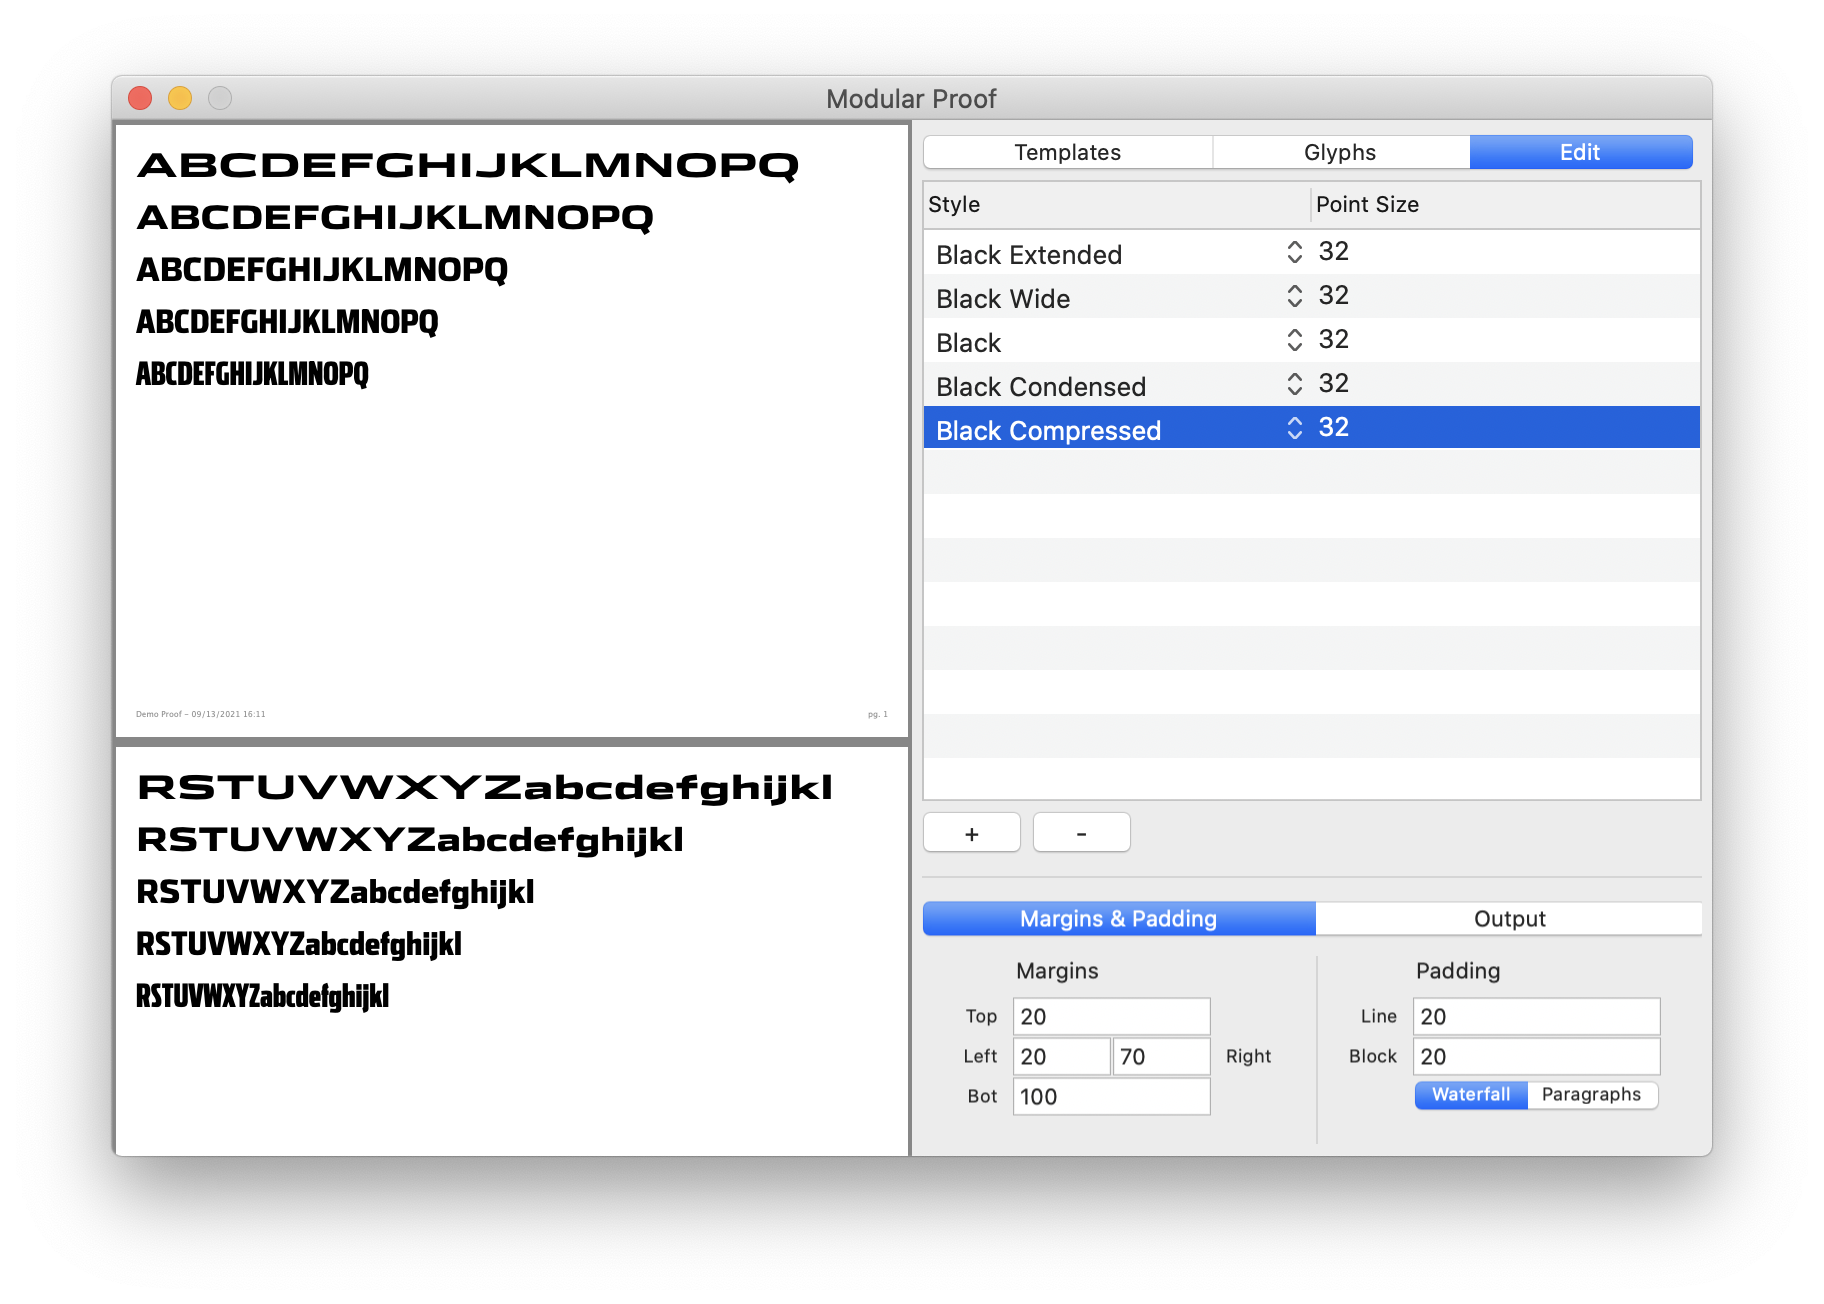 Modular Proof
ABCDEFGHIJKLMNOPQ
ABCDEFGHIJKLMNOPQ
ABCDEFGHIJKLMNOPQ
ABCDEFGHIJKLMNOPQ
ABCDEFGHIJKLMNOPQ
Demo Proof – 09/13/2021 16:11 pg. 1
RSTUVWXYZabcdefghijkl
RSTUVWXYZabcdefghijkl
RSTUVWXYZabcdefghijkl
RSTUVWXYZabcdefghijkl
RSTUVWXYZabcdefghijkl
Templates Glyphs Edit
Style Point Size
Black Extended 32
Black Wide 32
Black 32
Black Condensed 32
Black Compressed 32
+ -
Margins & Padding Output
Margins Padding
Top 20 Line 20
Left 20 70 Right Block 20
Bot 100 Waterfall Paragraphs